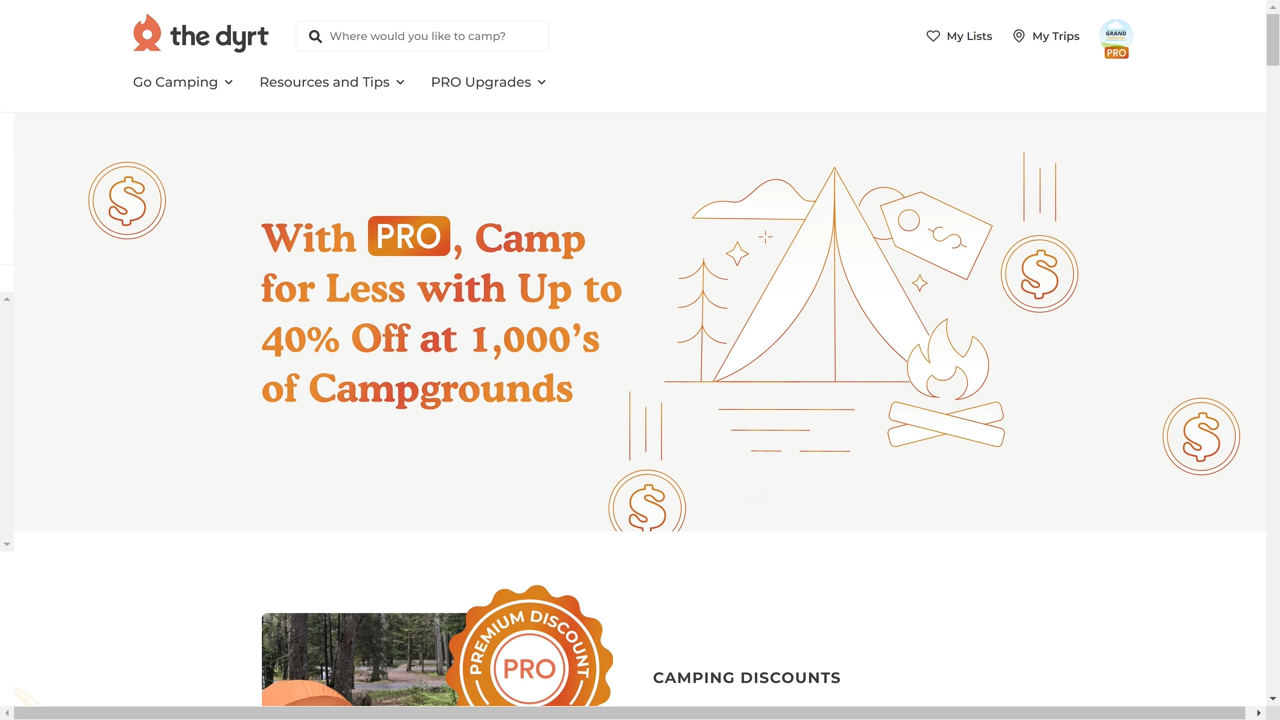 the dyrt
Where would you like to camp?
My Lists
My Trips
GRAND
PRO
Go Camping
Resources and Tips
PRO Upgrades
With PRO, Camp
for Less with Up to
40% Off at 1,000's
of Campgrounds
$
$
$
$
$
PREMIUM DISCOUNT
PRO
CAMPING DISCOUNTS